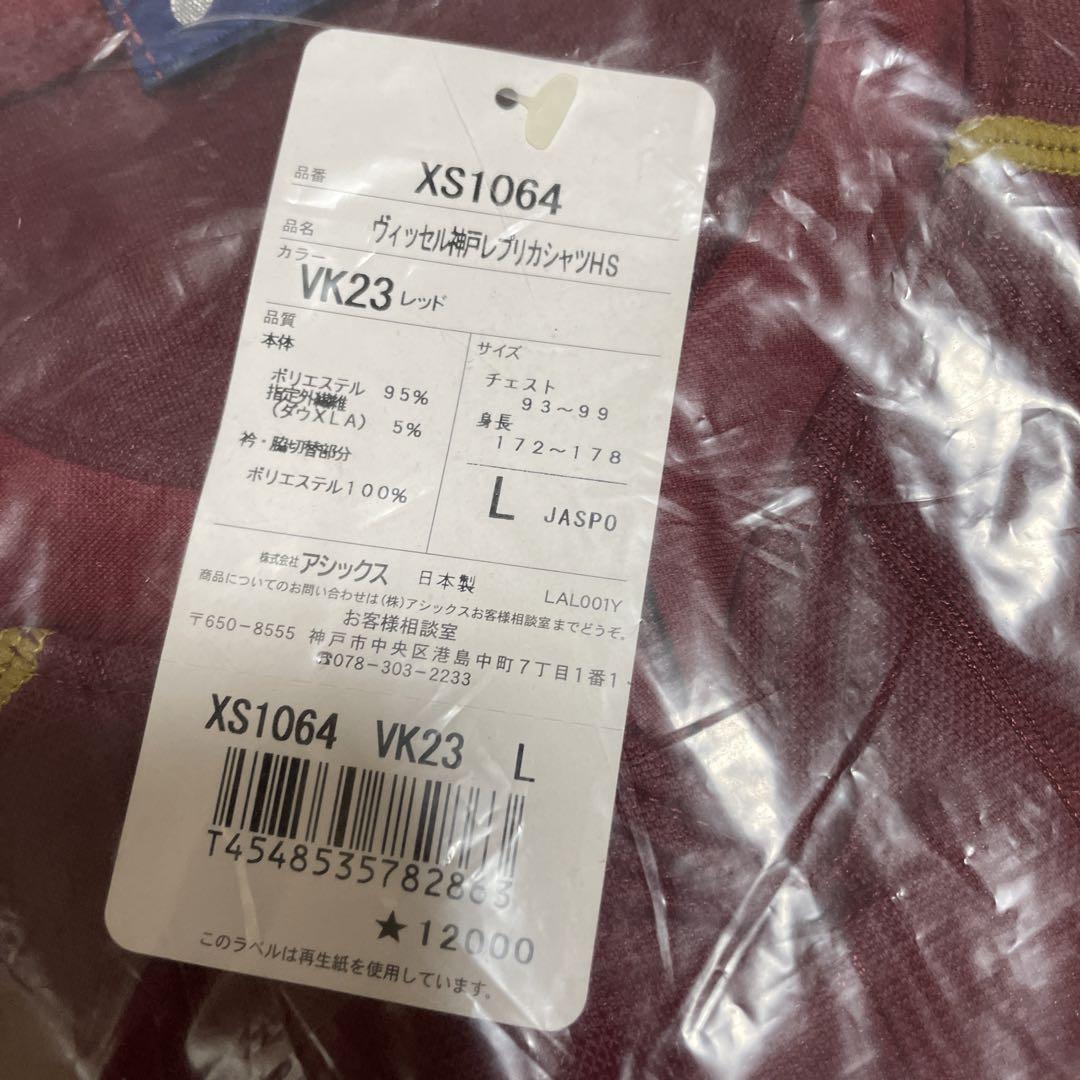 品番 XS1064
品名 ヴィッセル神戸レプリカシャツHS
カラー
VK23 レッド
品質
本体
ポリエステル 95%
指定外繊維
(ダウXLA) 5%
衿・脇切替部分
ポリエステル100%
サイズ
チェスト
93~99
身長
172~178
L JASPO
株式会社アシックス 日本製 LAL001Y
商品についてのお問い合わせは(株)アシックスお客様相談室までどうぞ。
お客様相談室
〒650-8555 神戸市中央区港島中町7丁目1番1
☎078-303-2233
XS1064 VK23 L
T4548535782863
★12000
このラベルは再生紙を使用しています。